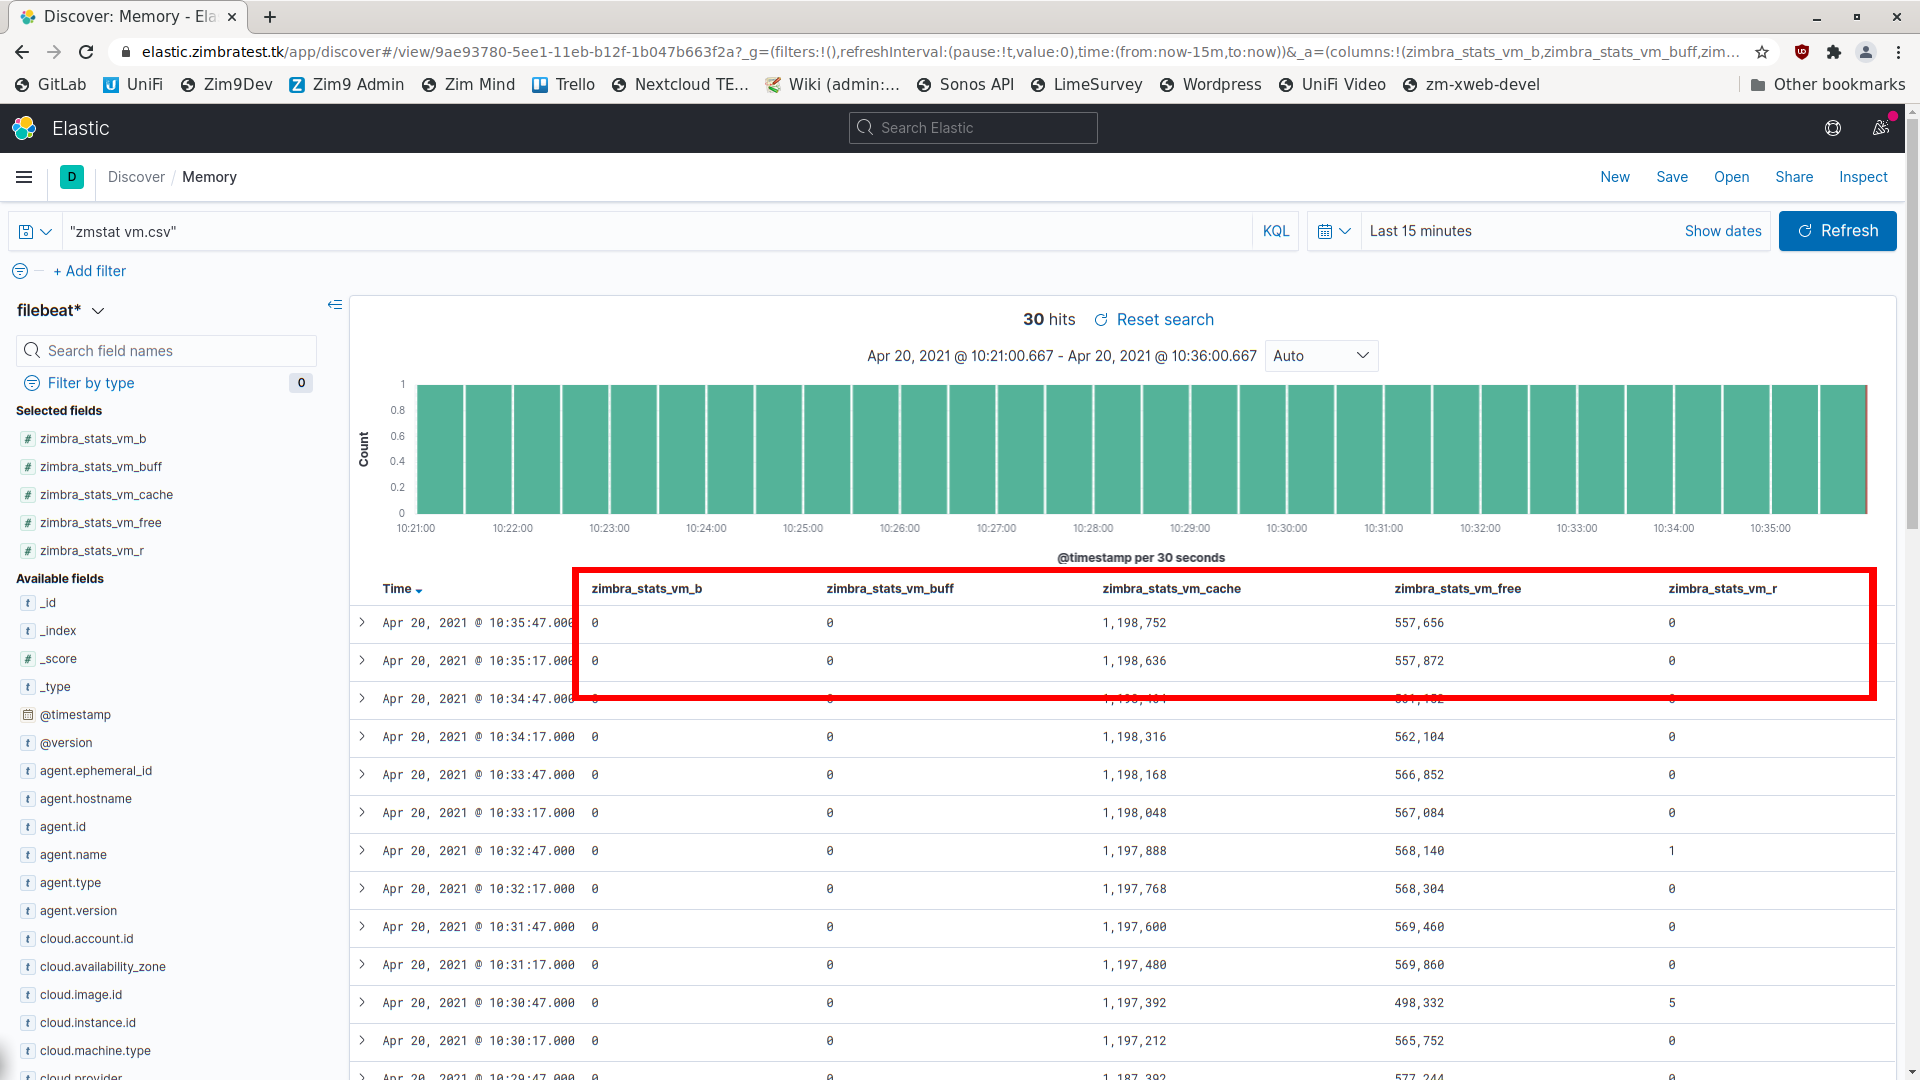 Discover: Memory - Ela
elastic.zimbratest.tk/app/discover#/view/9ae93780-5ee1-11eb-b12f-1b047b663f2a?_g=(filters:!(),refreshInterval:(pause:!t,value:0),time:(from:now-15m,to:now))&_a=(columns:!(zimbra_stats_vm_b,zimbra_stats_vm_buff,zim...
GitLab UniFi Zim9Dev Zim9 Admin Zim Mind Trello Nextcloud TE... Wiki (admin:... Sonos API LimeSurvey Wordpress UniFi Video zm-xweb-devel Other bookmarks
Elastic Search Elastic
D Discover / Memory New Save Open Share Inspect
"zmstat vm.csv" KQL Last 15 minutes Show dates Refresh
+ Add filter
filebeat*
Search field names
Filter by type 0
Selected fields
# zimbra_stats_vm_b
# zimbra_stats_vm_buff
# zimbra_stats_vm_cache
# zimbra_stats_vm_free
# zimbra_stats_vm_r
Available fields
t _id
t _index
# _score
t _type
@timestamp
t @version
t agent.ephemeral_id
t agent.hostname
t agent.id
t agent.name
t agent.type
t agent.version
t cloud.account.id
t cloud.availability_zone
t cloud.image.id
t cloud.instance.id
t cloud.machine.type
cloud.provider
30 hits Reset search
Apr 20, 2021 @ 10:21:00.667 - Apr 20, 2021 @ 10:36:00.667 Auto
Count
1
0.8
0.6
0.4
0.2
0
10:21:00 10:22:00 10:23:00 10:24:00 10:25:00 10:26:00 10:27:00 10:28:00 10:29:00 10:30:00 10:31:00 10:32:00 10:33:00 10:34:00 10:35:00
@timestamp per 30 seconds
Time zimbra_stats_vm_b zimbra_stats_vm_buff zimbra_stats_vm_cache zimbra_stats_vm_free zimbra_stats_vm_r
Apr 20, 2021 @ 10:35:47.000 0 0 1,198,752 557,656 0
Apr 20, 2021 @ 10:35:17.000 0 0 1,198,636 557,872 0
Apr 20, 2021 @ 10:34:47.000
Apr 20, 2021 @ 10:34:17.000 0 0 1,198,316 562,104 0
Apr 20, 2021 @ 10:33:47.000 0 0 1,198,168 566,852 0
Apr 20, 2021 @ 10:33:17.000 0 0 1,198,048 567,084 0
Apr 20, 2021 @ 10:32:47.000 0 0 1,197,888 568,140 1
Apr 20, 2021 @ 10:32:17.000 0 0 1,197,768 568,304 0
Apr 20, 2021 @ 10:31:47.000 0 0 1,197,600 569,460 0
Apr 20, 2021 @ 10:31:17.000 0 0 1,197,480 569,860 0
Apr 20, 2021 @ 10:30:47.000 0 0 1,197,392 498,332 5
Apr 20, 2021 @ 10:30:17.000 0 0 1,197,212 565,752 0
Apr 20, 2021 @ 10:29:47.000 0 0 1,187,392 577,244 0